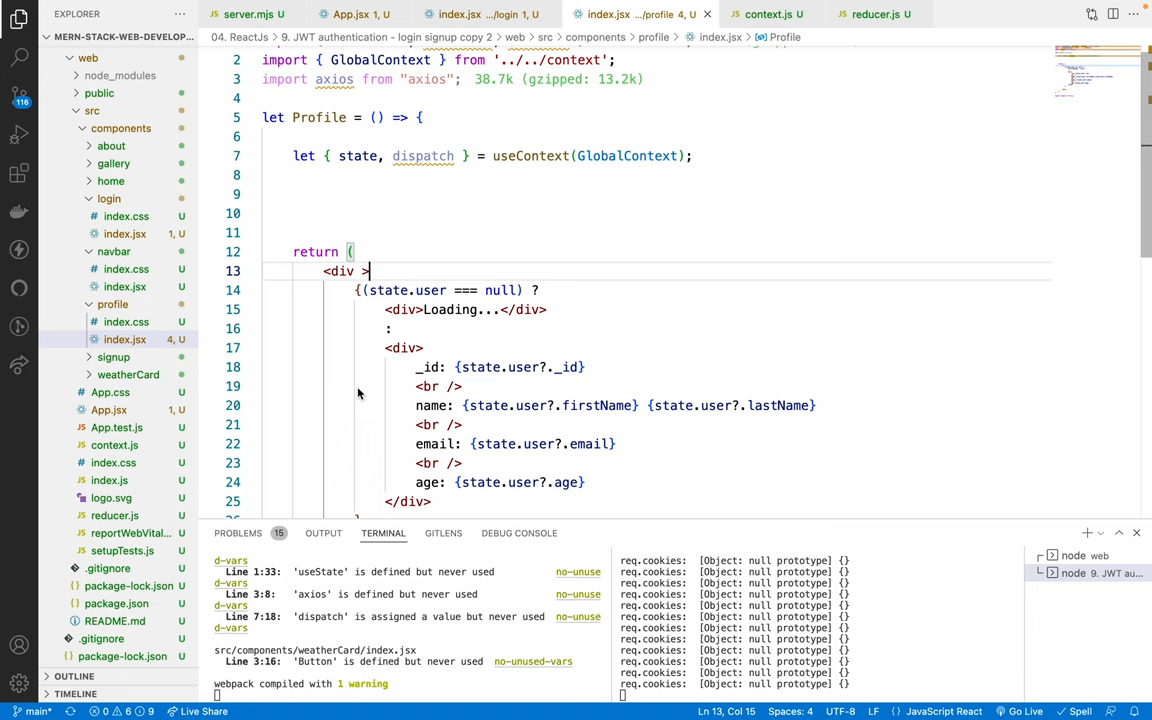 server.mjs U
App.jsx 1, U
index.jsx .../login 1, U
index.jsx .../profile 4, U
context.js U
reducer.js U
EXPLORER
04. ReactJs > 9. JWT authentication - login signup copy 2 > web > src > components > profile > index.jsx > Profile
MERN-STACK-WEB-DEVELOP...
web
node_modules
public
src
components
about
gallery
home
login
index.css U
index.jsx 1, U
navbar
index.css U
index.jsx U
profile
index.css U
index.jsx 4, U
signup
weatherCard
App.css U
App.jsx 1, U
App.test.js U
context.js U
index.css U
index.js U
logo.svg U
reducer.js U
reportWebVital... U
setupTests.js U
.gitignore U
package-lock.json U
package.json U
README.md U
.gitignore U
package-lock.json U
OUTLINE
TIMELINE
116
2 import { GlobalContext } from '../../context';
3 import axios from "axios"; 38.7k (gzipped: 13.2k)
4
5 let Profile = () => {
6
7 let { state, dispatch } = useContext(GlobalContext);
8
9
10
11
12 return (
13 <div >
14 {(state.user === null) ?
15 <div>Loading...</div>
16 :
17 <div>
18 _id: {state.user?._id}
19 <br />
20 name: {state.user?.firstName} {state.user?.lastName}
21 <br />
22 email: {state.user?.email}
23 <br />
24 age: {state.user?.age}
25 </div>
PROBLEMS 15 OUTPUT TERMINAL GITLENS DEBUG CONSOLE
d-vars
Line 1:33: 'useState' is defined but never used no-unuse
d-vars
Line 3:8: 'axios' is defined but never used no-unuse
d-vars
Line 7:18: 'dispatch' is assigned a value but never used no-unuse
d-vars
src/components/weatherCard/index.jsx
Line 3:16: 'Button' is defined but never used no-unused-vars
webpack compiled with 1 warning
req.cookies: [Object: null prototype] {}
req.cookies: [Object: null prototype] {}
req.cookies: [Object: null prototype] {}
req.cookies: [Object: null prototype] {}
req.cookies: [Object: null prototype] {}
req.cookies: [Object: null prototype] {}
req.cookies: [Object: null prototype] {}
req.cookies: [Object: null prototype] {}
req.cookies: [Object: null prototype] {}
req.cookies: [Object: null prototype] {}
req.cookies: [Object: null prototype] {}
req.cookies: [Object: null prototype] {}
node web
node 9. JWT au...
main* 0 6 9 Live Share Ln 13, Col 15 Spaces: 4 UTF-8 LF JavaScript React Go Live Spell